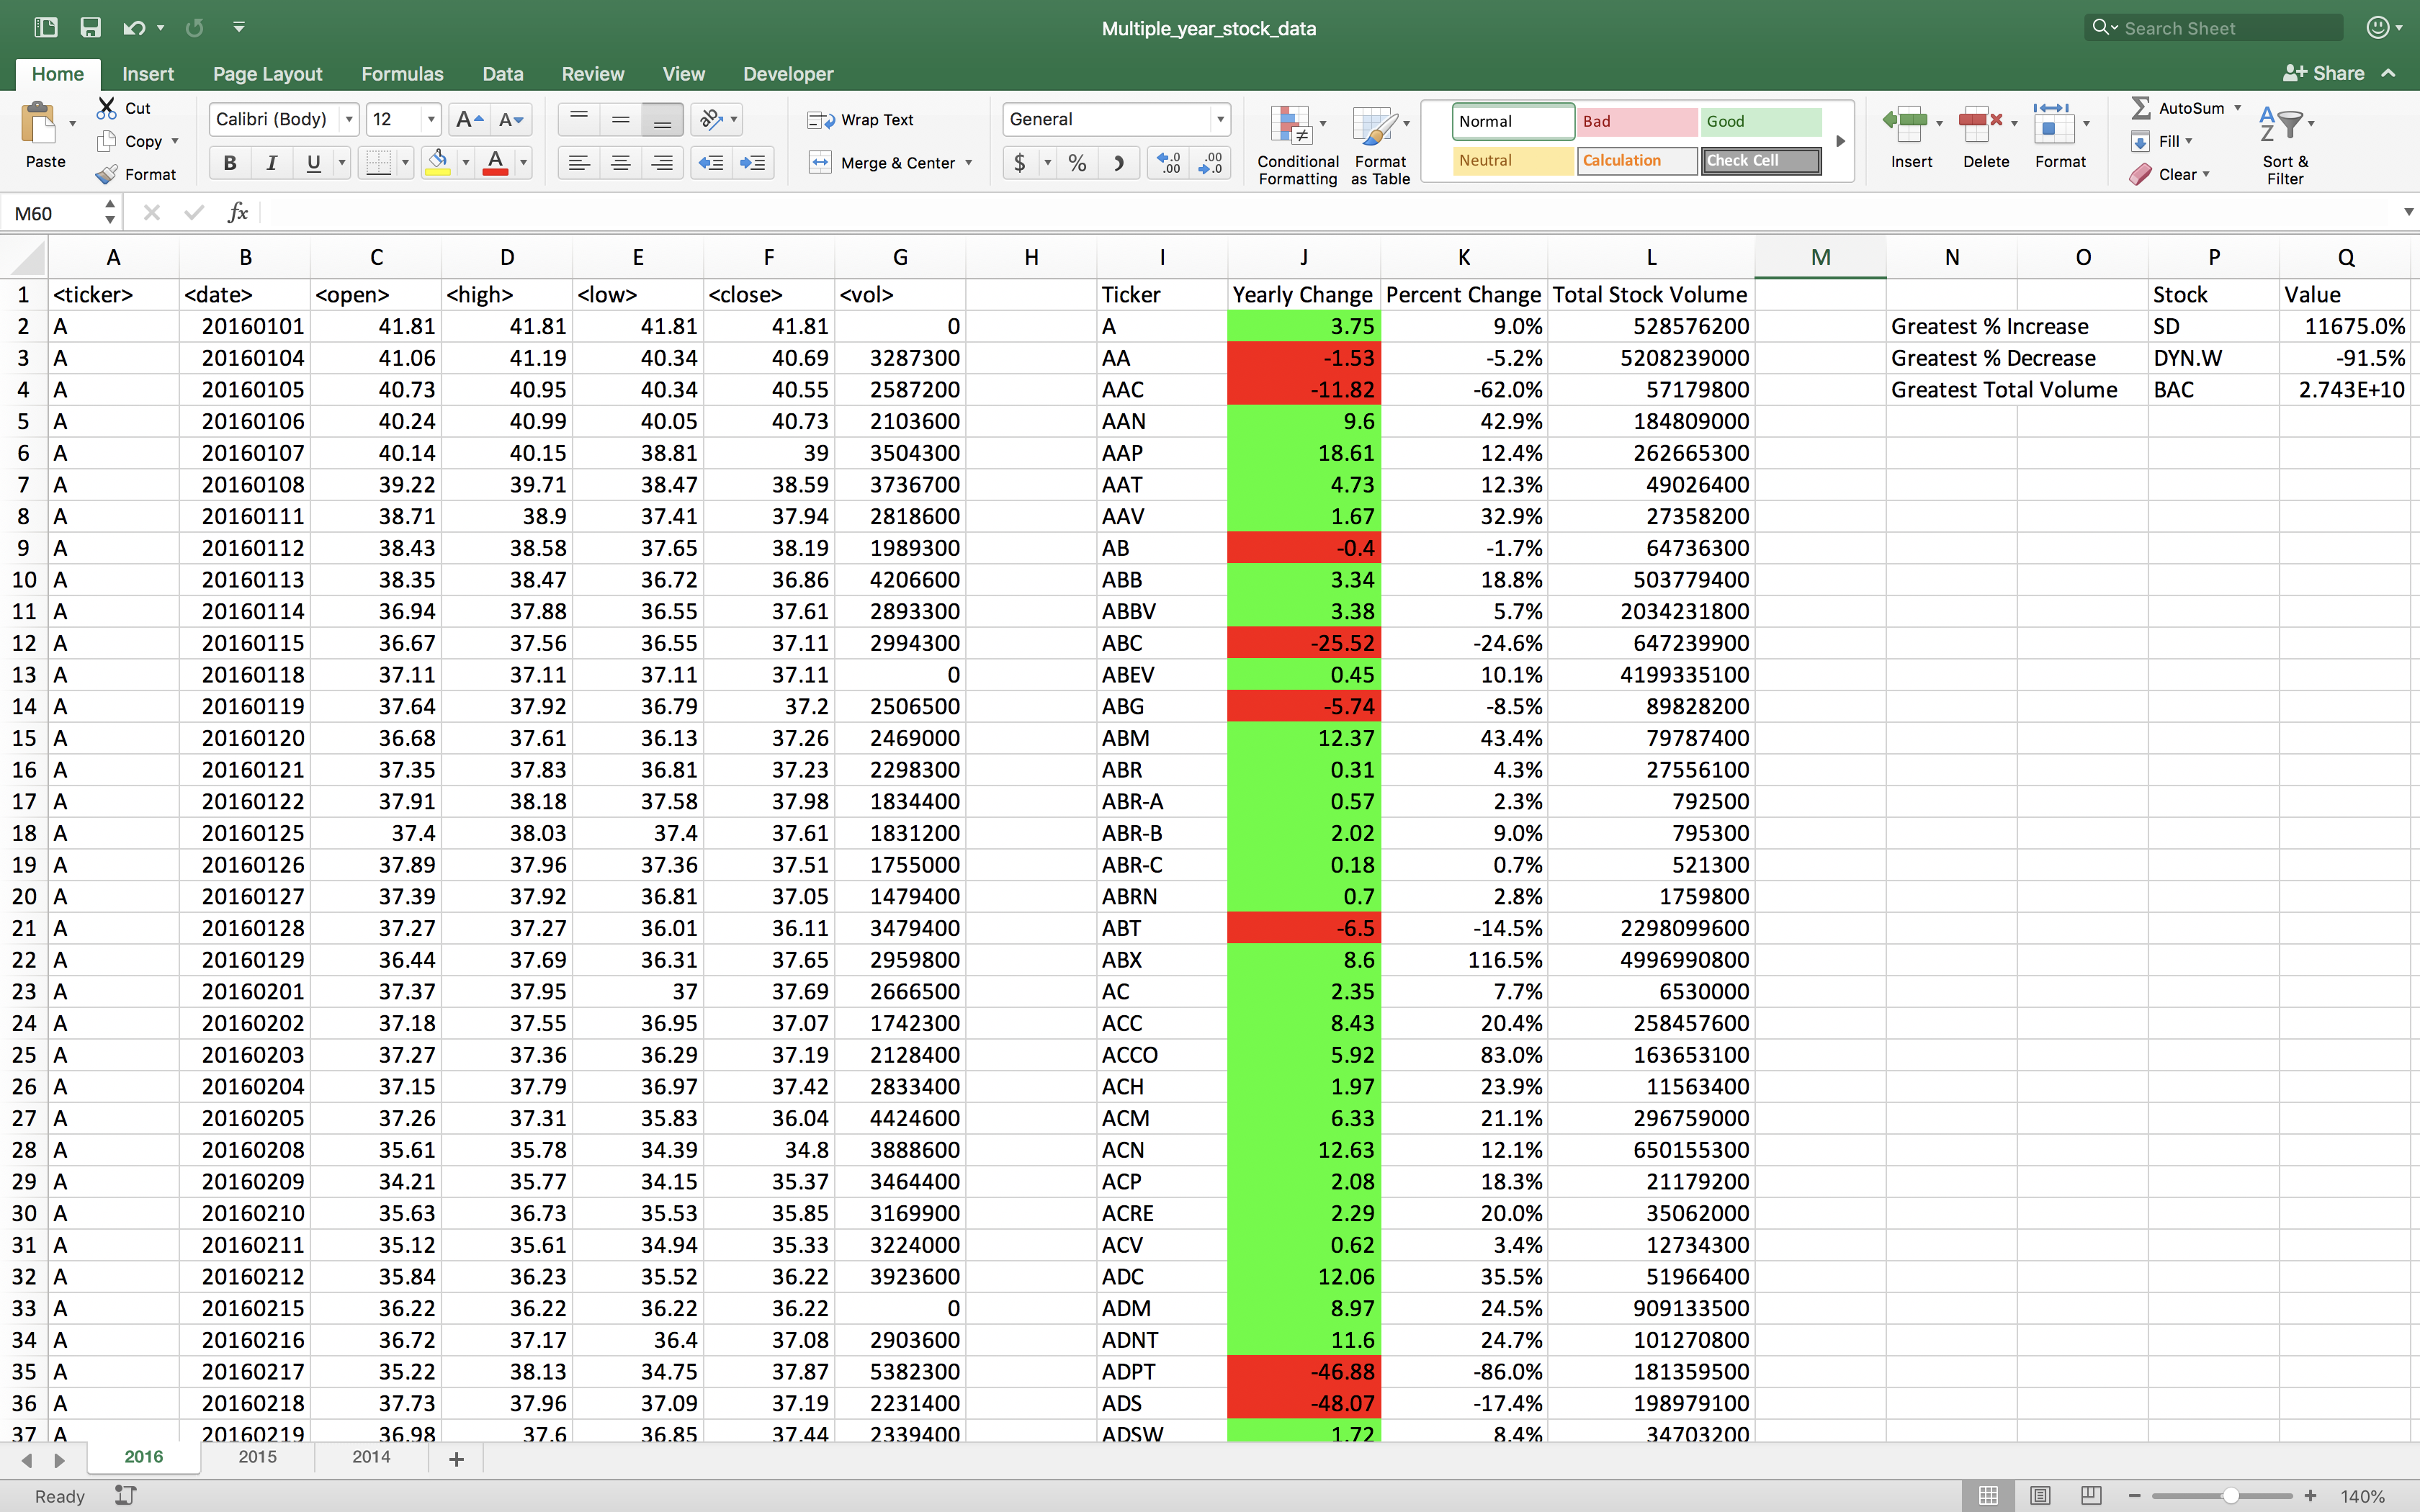 Multiple_year_stock_data
Search Sheet
Home Insert Page Layout Formulas Data Review View Developer Share
Paste Cut Copy Format
Calibri (Body) 12
B I U A
Wrap Text
Merge & Center
General
$ %
Conditional Formatting
Format as Table
Normal Bad Good
Neutral Calculation Check Cell
Insert Delete Format
AutoSum
Fill
Clear
Sort & Filter
M60 fx
A B C D E F G H I J K L M N O P Q
1 <ticker> <date> <open> <high> <low> <close> <vol> Ticker Yearly Change Percent Change Total Stock Volume Stock Value
2 A 20160101 41.81 41.81 41.81 41.81 0 A 3.75 9.0% 528576200 Greatest % Increase SD 11675.0%
3 A 20160104 41.06 41.19 40.34 40.69 3287300 AA -1.53 -5.2% 5208239000 Greatest % Decrease DYN.W -91.5%
4 A 20160105 40.73 40.95 40.34 40.55 2587200 AAC -11.82 -62.0% 57179800 Greatest Total Volume BAC 2.743E+10
5 A 20160106 40.24 40.99 40.05 40.73 2103600 AAN 9.6 42.9% 184809000
6 A 20160107 40.14 40.15 38.81 39 3504300 AAP 18.61 12.4% 262665300
7 A 20160108 39.22 39.71 38.47 38.59 3736700 AAT 4.73 12.3% 49026400
8 A 20160111 38.71 38.9 37.41 37.94 2818600 AAV 1.67 32.9% 27358200
9 A 20160112 38.43 38.58 37.65 38.19 1989300 AB -0.4 -1.7% 64736300
10 A 20160113 38.35 38.47 36.72 36.86 4206600 ABB 3.34 18.8% 503779400
11 A 20160114 36.94 37.88 36.55 37.61 2893300 ABBV 3.38 5.7% 2034231800
12 A 20160115 36.67 37.56 36.55 37.11 2994300 ABC -25.52 -24.6% 647239900
13 A 20160118 37.11 37.11 37.11 37.11 0 ABEV 0.45 10.1% 4199335100
14 A 20160119 37.64 37.92 36.79 37.2 2506500 ABG -5.74 -8.5% 89828200
15 A 20160120 36.68 37.61 36.13 37.26 2469000 ABM 12.37 43.4% 79787400
16 A 20160121 37.35 37.83 36.81 37.23 2298300 ABR 0.31 4.3% 27556100
17 A 20160122 37.91 38.18 37.58 37.98 1834400 ABR-A 0.57 2.3% 792500
18 A 20160125 37.4 38.03 37.4 37.61 1831200 ABR-B 2.02 9.0% 795300
19 A 20160126 37.89 37.96 37.36 37.51 1755000 ABR-C 0.18 0.7% 521300
20 A 20160127 37.39 37.92 36.81 37.05 1479400 ABRN 0.7 2.8% 1759800
21 A 20160128 37.27 37.27 36.01 36.11 3479400 ABT -6.5 -14.5% 2298099600
22 A 20160129 36.44 37.69 36.31 37.65 2959800 ABX 8.6 116.5% 4996990800
23 A 20160201 37.37 37.95 37 37.69 2666500 AC 2.35 7.7% 6530000
24 A 20160202 37.18 37.55 36.95 37.07 1742300 ACC 8.43 20.4% 258457600
25 A 20160203 37.27 37.36 36.29 37.19 2128400 ACCO 5.92 83.0% 163653100
26 A 20160204 37.15 37.79 36.97 37.42 2833400 ACH 1.97 23.9% 11563400
27 A 20160205 37.26 37.31 35.83 36.04 4424600 ACM 6.33 21.1% 296759000
28 A 20160208 35.61 35.78 34.39 34.8 3888600 ACN 12.63 12.1% 650155300
29 A 20160209 34.21 35.77 34.15 35.37 3464400 ACP 2.08 18.3% 21179200
30 A 20160210 35.63 36.73 35.53 35.85 3169900 ACRE 2.29 20.0% 35062000
31 A 20160211 35.12 35.61 34.94 35.33 3224000 ACV 0.62 3.4% 12734300
32 A 20160212 35.84 36.23 35.52 36.22 3923600 ADC 12.06 35.5% 51966400
33 A 20160215 36.22 36.22 36.22 36.22 0 ADM 8.97 24.5% 909133500
34 A 20160216 36.72 37.17 36.4 37.08 2903600 ADNT 11.6 24.7% 101270800
35 A 20160217 35.22 38.13 34.75 37.87 5382300 ADPT -46.88 -86.0% 181359500
36 A 20160218 37.73 37.96 37.09 37.19 2231400 ADS -48.07 -17.4% 198979100
37 A 20160219 36.98 37.6 36.85 37.44 2339400 ADSW 1.72 8.4% 34703200
2016 2015 2014 +
Ready 140%